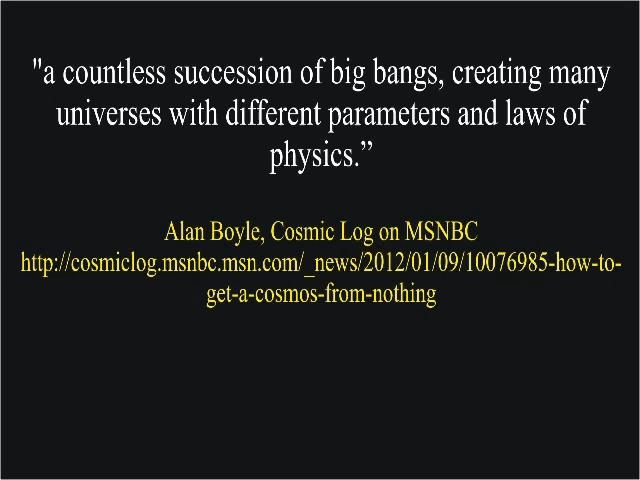 "a countless succession of big bangs, creating many
universes with different parameters and laws of
physics.”
Alan Boyle, Cosmic Log on MSNBC
http://cosmiclog.msnbc.msn.com/_news/2012/01/09/10076985-how-to-
get-a-cosmos-from-nothing